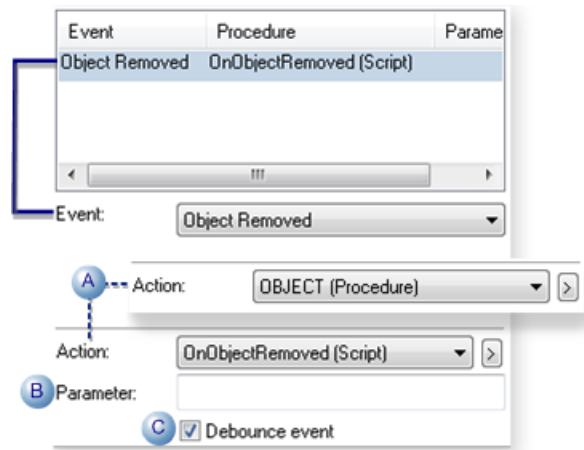 Event Procedure Parame
Object Removed OnObjectRemoved (Script)
Event: Object Removed
A Action: OBJECT (Procedure) >
Action: OnObjectRemoved (Script) >
B Parameter:
C Debounce event